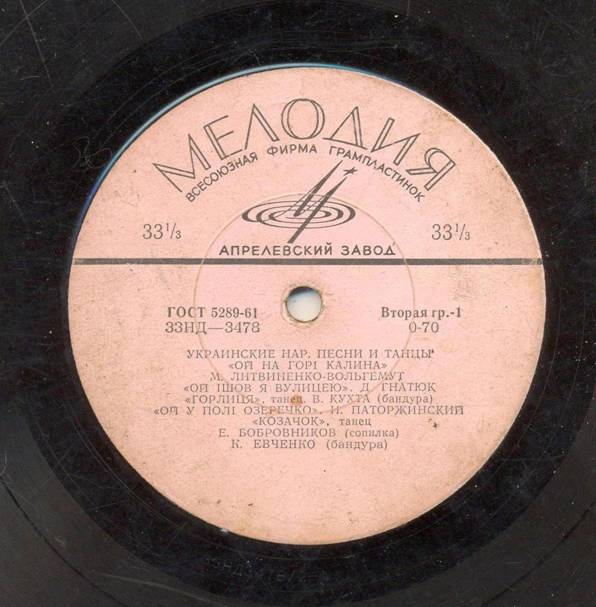 МЕЛОДИЯ
ВСЕСОЮЗНАЯ ФИРМА ГРАМПЛАСТИНОК
33⅓ 33⅓
АПРЕЛЕВСКИЙ ЗАВОД
ГОСТ 5289-61 Вторая гр.-1
33НД—3478 0-70
УКРАИНСКИЕ НАР. ПЕСНИ И ТАНЦЫ
«ОЙ НА ГОРІ КАЛИНА»
М. ЛИТВИНЕНКО-ВОЛЬГЕМУТ
«ОЙ ІШОВ Я ВУЛИЦЕЮ», Д. ГНАТЮК
«ГОРЛИЦЯ», танец, В. КУХТА (бандура)
«ОЙ У ПОЛІ ОЗЕРЕЧКО», И. ПАТОРЖИНСКИЙ
«КОЗАЧОК», танец
Е. БОБРОВНИКОВ (сопилка)
К. ЕВЧЕНКО (бандура)